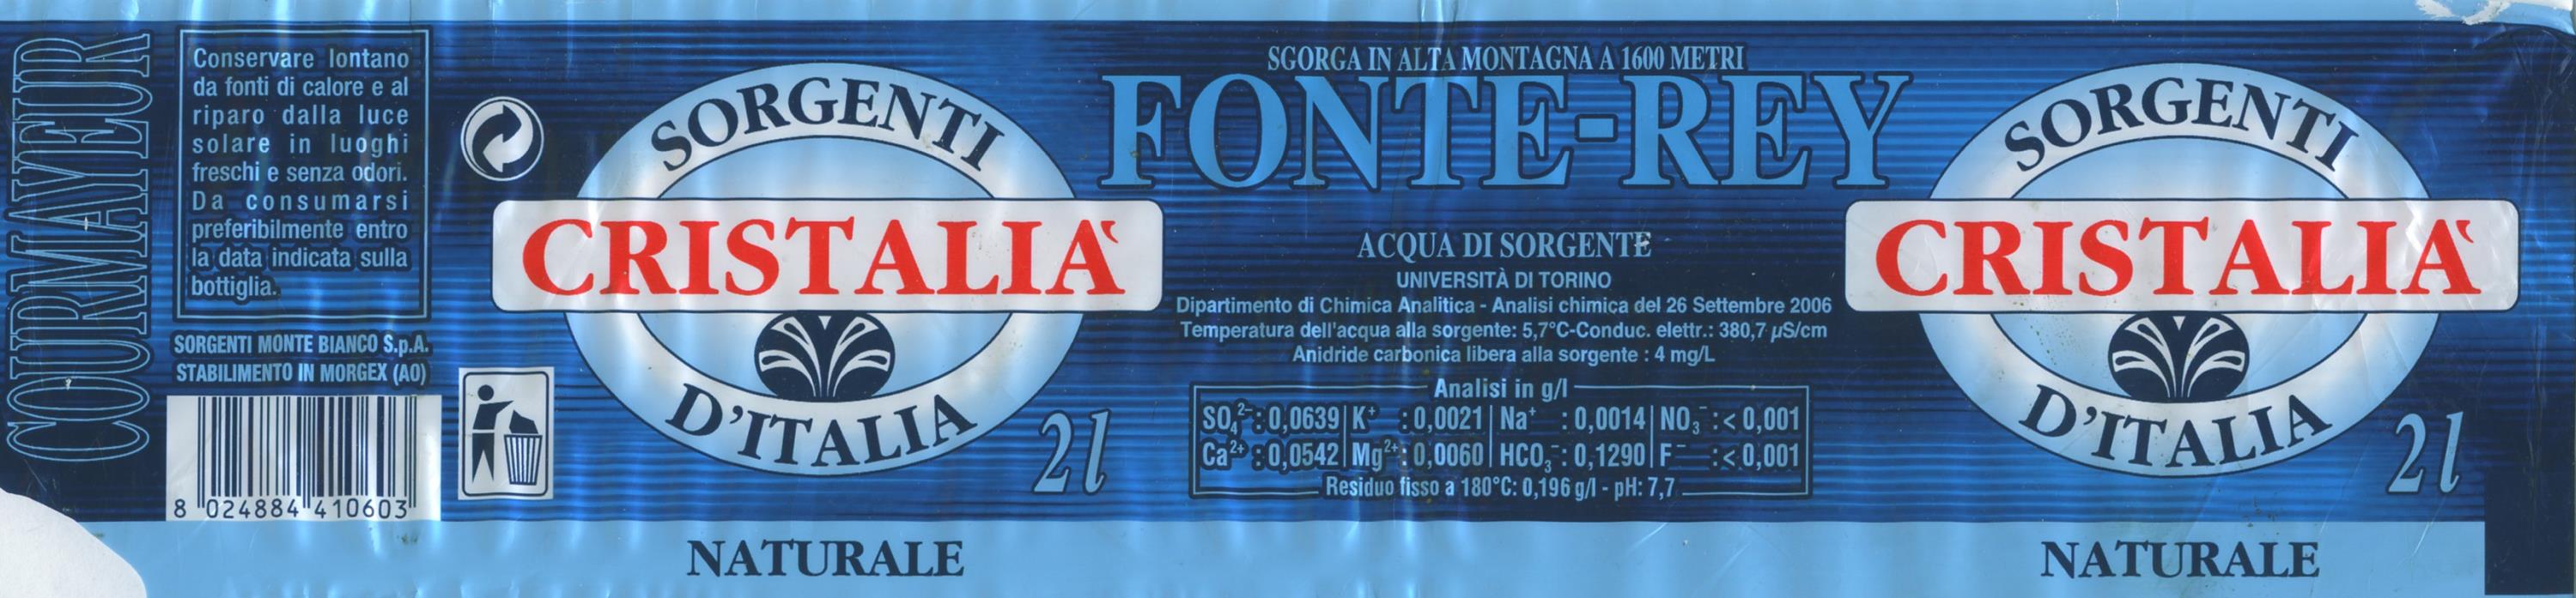 COURMAYEUR
Conservare lontano
da fonti di calore e al
riparo dalla luce
solare in luoghi
freschi e senza odori.
Da consumarsi
preferibilmente entro
la data indicata sulla
bottiglia.
SORGENTI MONTE BIANCO S.p.A.
STABILIMENTO IN MORGEX (AO)
8 024884 410603
SORGENTI
CRISTALIA'
D'ITALIA
2l
NATURALE
SGORGA IN ALTA MONTAGNA A 1600 METRI
FONTE-REY
ACQUA DI SORGENTE
UNIVERSITÀ DI TORINO
Dipartimento di Chimica Analitica - Analisi chimica del 26 Settembre 2006
Temperatura dell'acqua alla sorgente: 5,7°C-Conduc. elettr.: 380,7 µS/cm
Anidride carbonica libera alla sorgente : 4 mg/L
Analisi in g/l
SO₄²⁻: 0,0639 | K⁺ : 0,0021 | Na⁺ : 0,0014 | NO₃⁻ : < 0,001
Ca²⁺ : 0,0542 | Mg²⁺ : 0,0060 | HCO₃⁻ : 0,1290 | F⁻ : < 0,001
Residuo fisso a 180°C: 0,196 g/l - pH: 7,7
SORGENTI
CRISTALIA'
D'ITALIA
2l
NATURALE